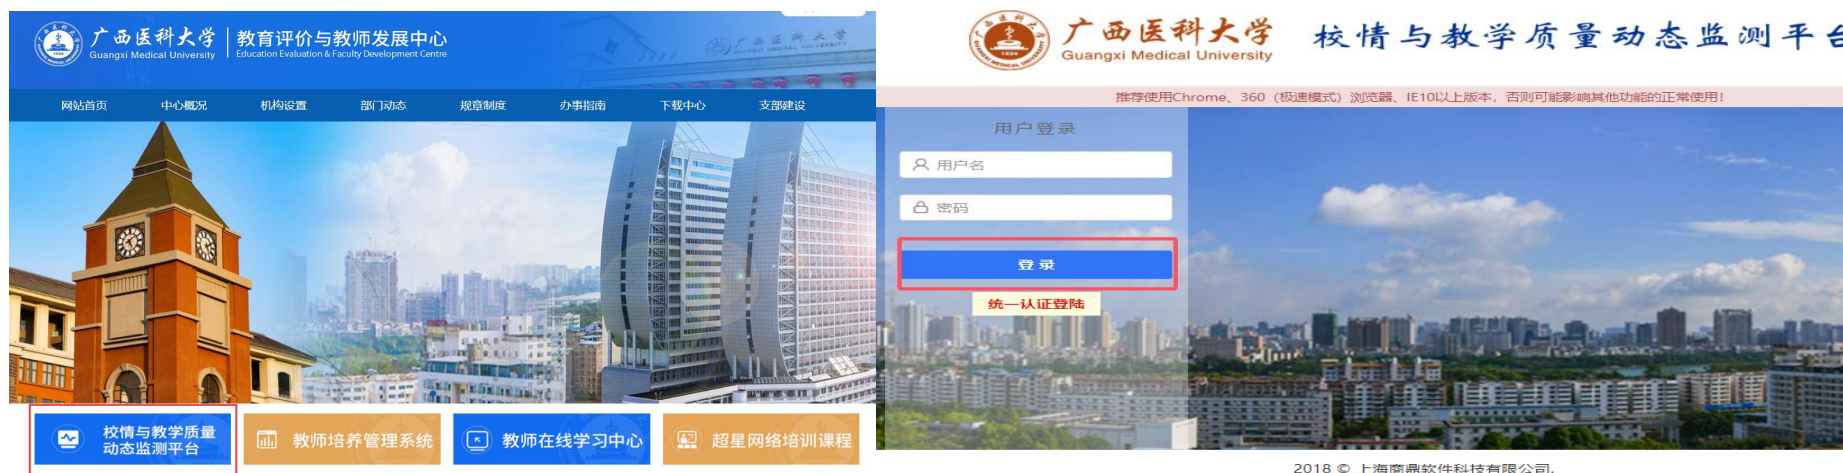 广西医科大学
Guangxi Medical University
教育评价与教师发展中心
Education Evaluation & Faculty Development Centre
网站首页 中心概况 机构设置 部门动态 规章制度 办事指南 下载中心 支部建设
校情与教学质量
动态监测平台
教师培养管理系统
教师在线学习中心
超星网络培训课程
广西医科大学
Guangxi Medical University
校情与教学质量动态监测平台
推荐使用Chrome、360（极速模式）浏览器、IE10以上版本，否则可能影响其他功能的正常使用！
用户登录
用户名
密码
登录
统一认证登陆
2018 © 上海商鼎软件科技有限公司.